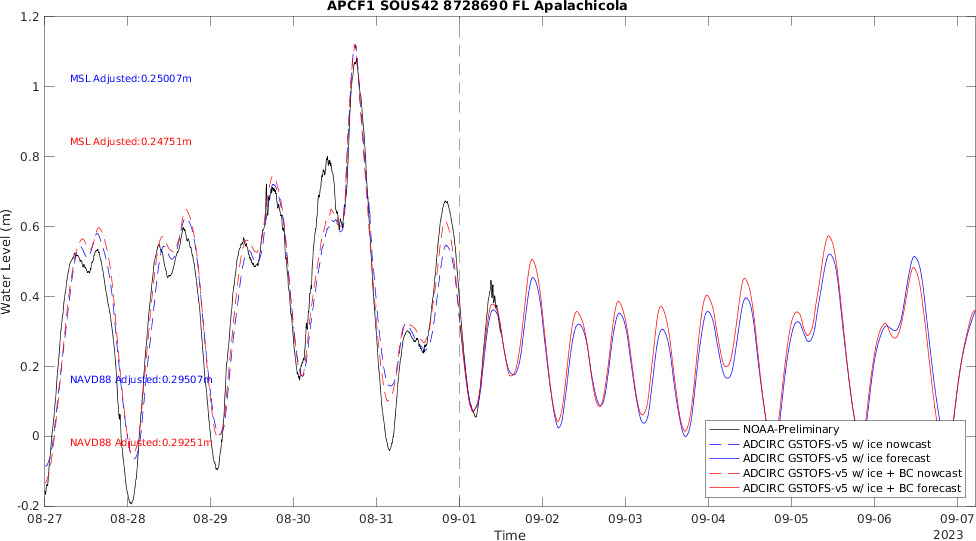 APCF1 SOUS42 8728690 FL Apalachicola
1.2
1
0.8
0.6
0.4
0.2
0
-0.2
Water Level (m)
MSL Adjusted:0.25007m
MSL Adjusted:0.24751m
NAVD88 Adjusted:0.29507m
NAVD88 Adjusted:0.29251m
NOAA-Preliminary
ADCIRC GSTOFS-v5 w/ ice nowcast
ADCIRC GSTOFS-v5 w/ ice forecast
ADCIRC GSTOFS-v5 w/ ice + BC nowcast
ADCIRC GSTOFS-v5 w/ ice + BC forecast
08-27 08-28 08-29 08-30 08-31 09-01 09-02 09-03 09-04 09-05 09-06 09-07
Time
2023